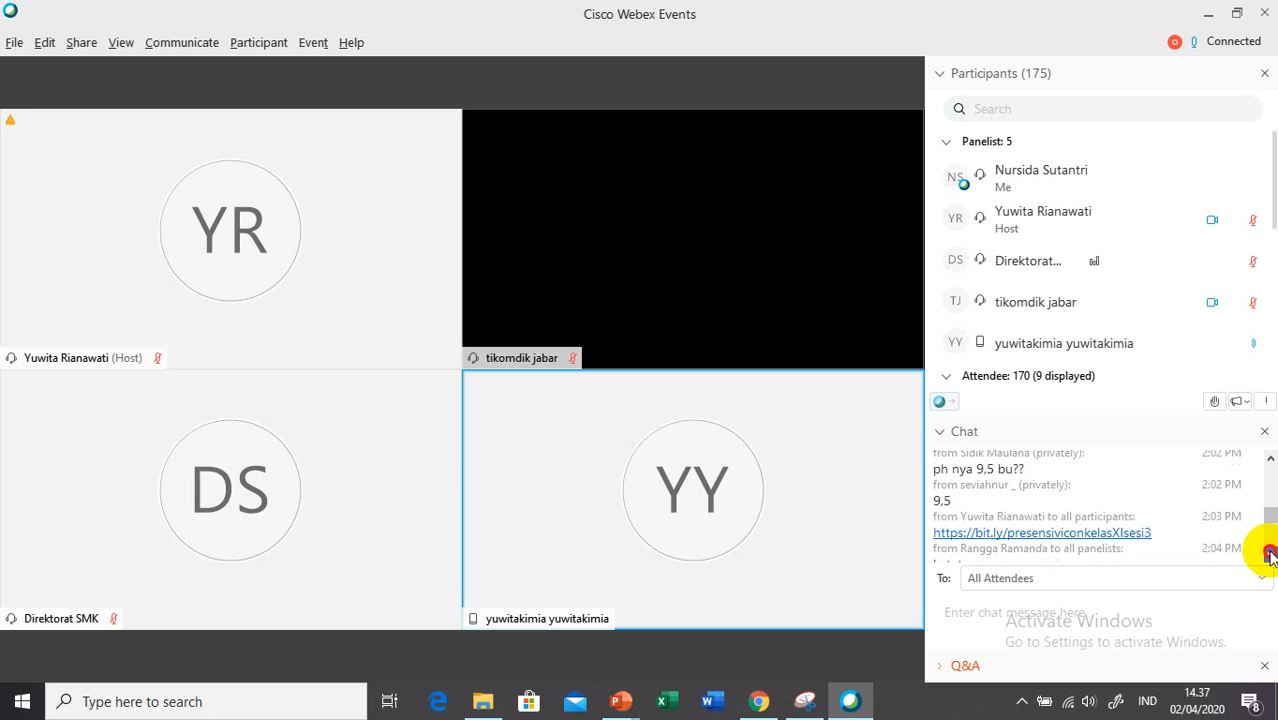 Cisco Webex Events
File Edit Share View Communicate Participant Event Help
Connected
YR
Yuwita Rianawati (Host)
tikomdik jabar
DS
Direktorat SMK
YY
yuwitakimia yuwitakimia
Participants (175)
Search
Panelist: 5
NS
Nursida Sutantri
Me
YR
Yuwita Rianawati
Host
DS
Direktorat...
TJ
tikomdik jabar
YY
yuwitakimia yuwitakimia
Attendee: 170 (9 displayed)
Chat
from Sidik Maulana (privately): 2:02 PM
ph nya 9,5 bu??
from seviahnur _ (privately): 2:02 PM
9,5
from Yuwita Rianawati to all participants: 2:03 PM
https://bit.ly/presensiviconkelasXIsesi3
from Rangga Ramanda to all panelists: 2:04 PM
To: All Attendees
Enter chat message here
Activate Windows
Go to Settings to activate Windows.
Q&A
Type here to search
IND
14.37
02/04/2020
8